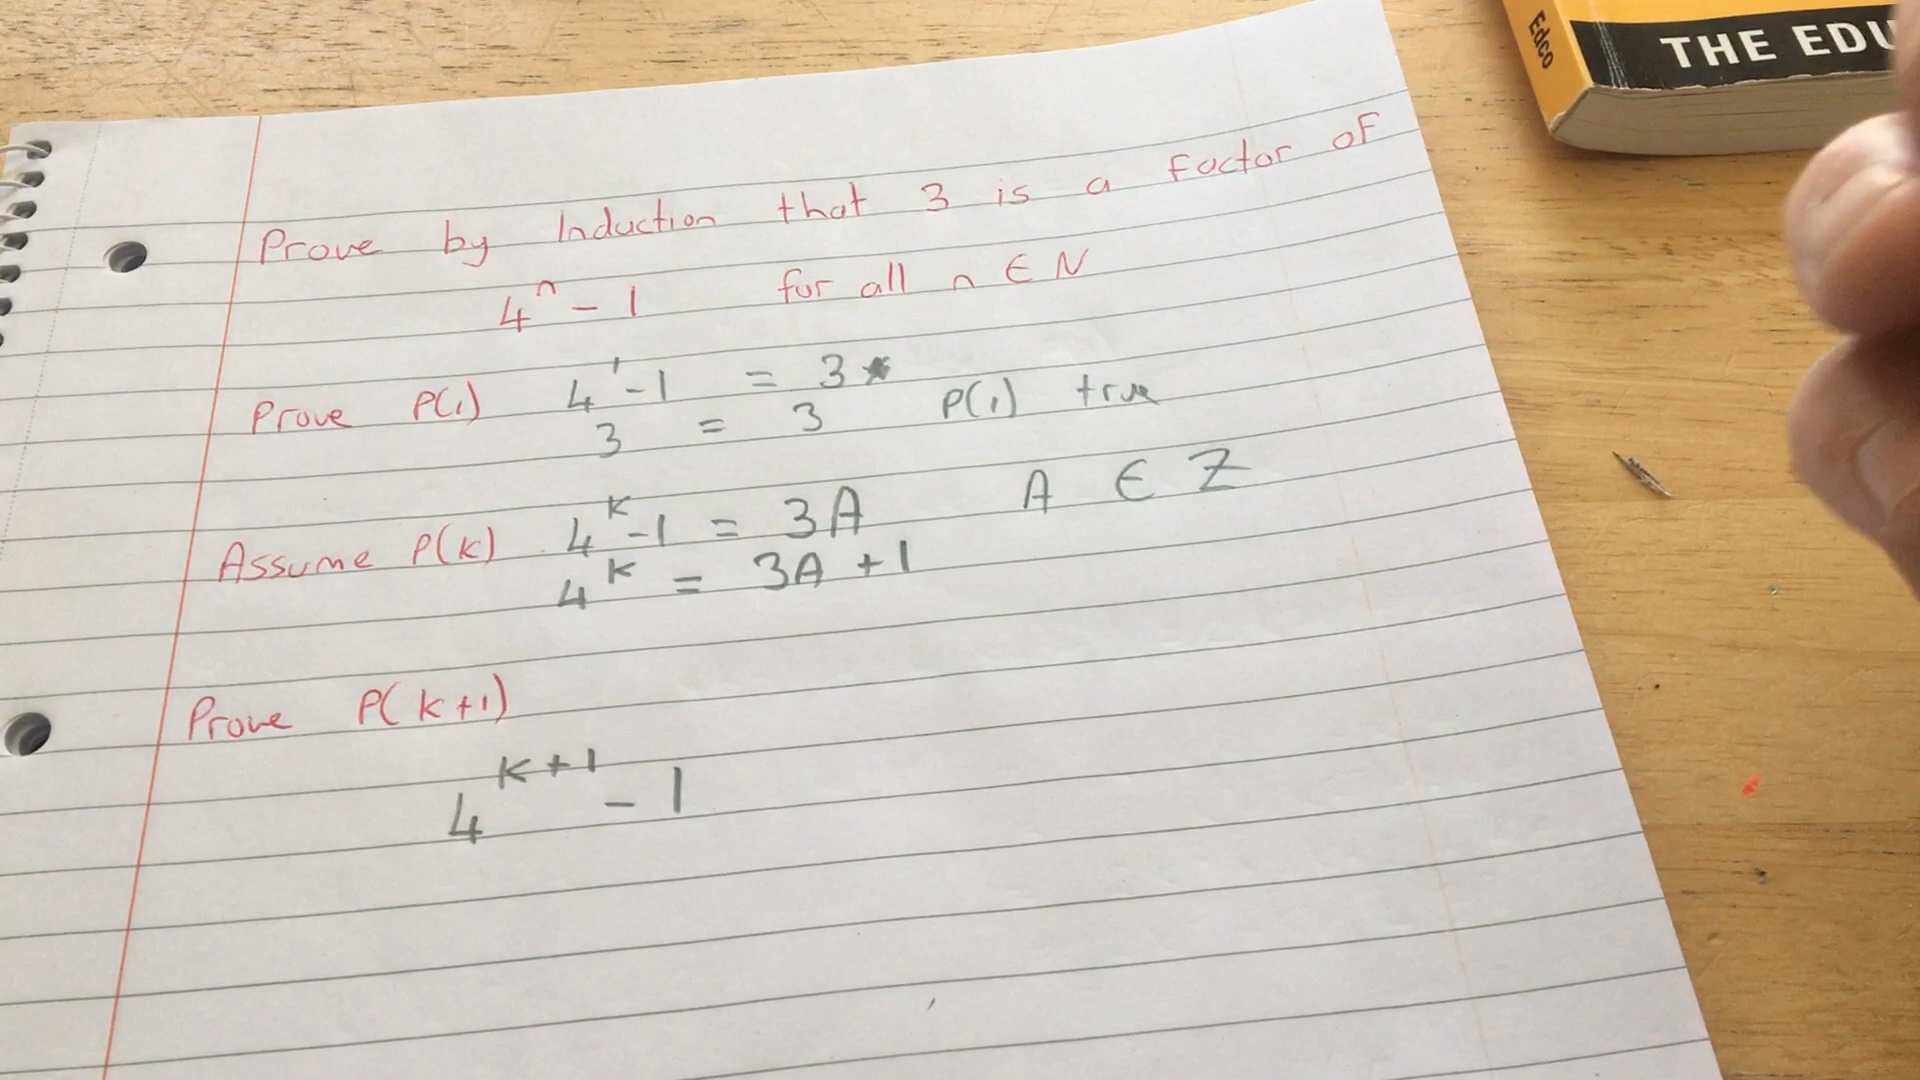 Edco
THE EDU
Prove by Induction that 3 is a factor of
4ⁿ - 1 for all n ∈ N
Prove P(1) 4¹ - 1 = 3
3 = 3 P(1) true
Assume P(k) 4ᵏ - 1 = 3A A ∈ Z
4ᵏ = 3A + 1
Prove P(k+1)
4ᵏ⁺¹ - 1